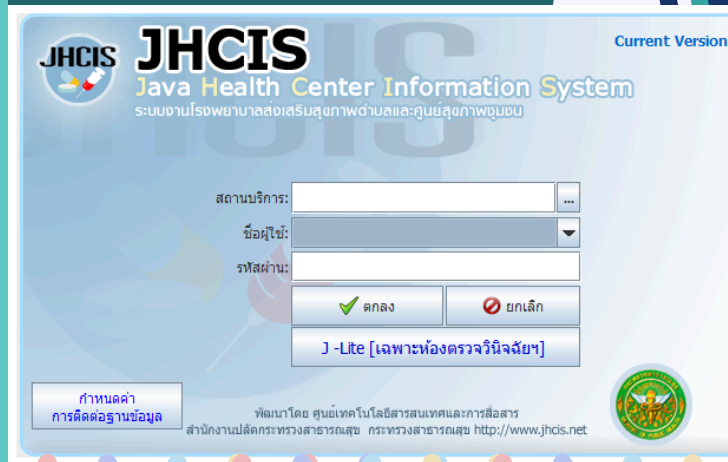 JHCIS
JHCIS
Current Version
Java Health Center Information System
ระบบงานโรงพยาบาลส่งเสริมสุขภาพตำบลและศูนย์สุขภาพชุมชน
สถานบริการ:
...
ชื่อผู้ใช้:
รหัสผ่าน:
ตกลง
ยกเลิก
J -Lite [เฉพาะห้องตรวจวินิจฉัยฯ]
กำหนดค่า
การติดต่อฐานข้อมูล
พัฒนาโดย ศูนย์เทคโนโลยีสารสนเทศและการสื่อสาร
สำนักงานปลัดกระทรวงสาธารณสุข กระทรวงสาธารณสุข http://www.jhcis.net